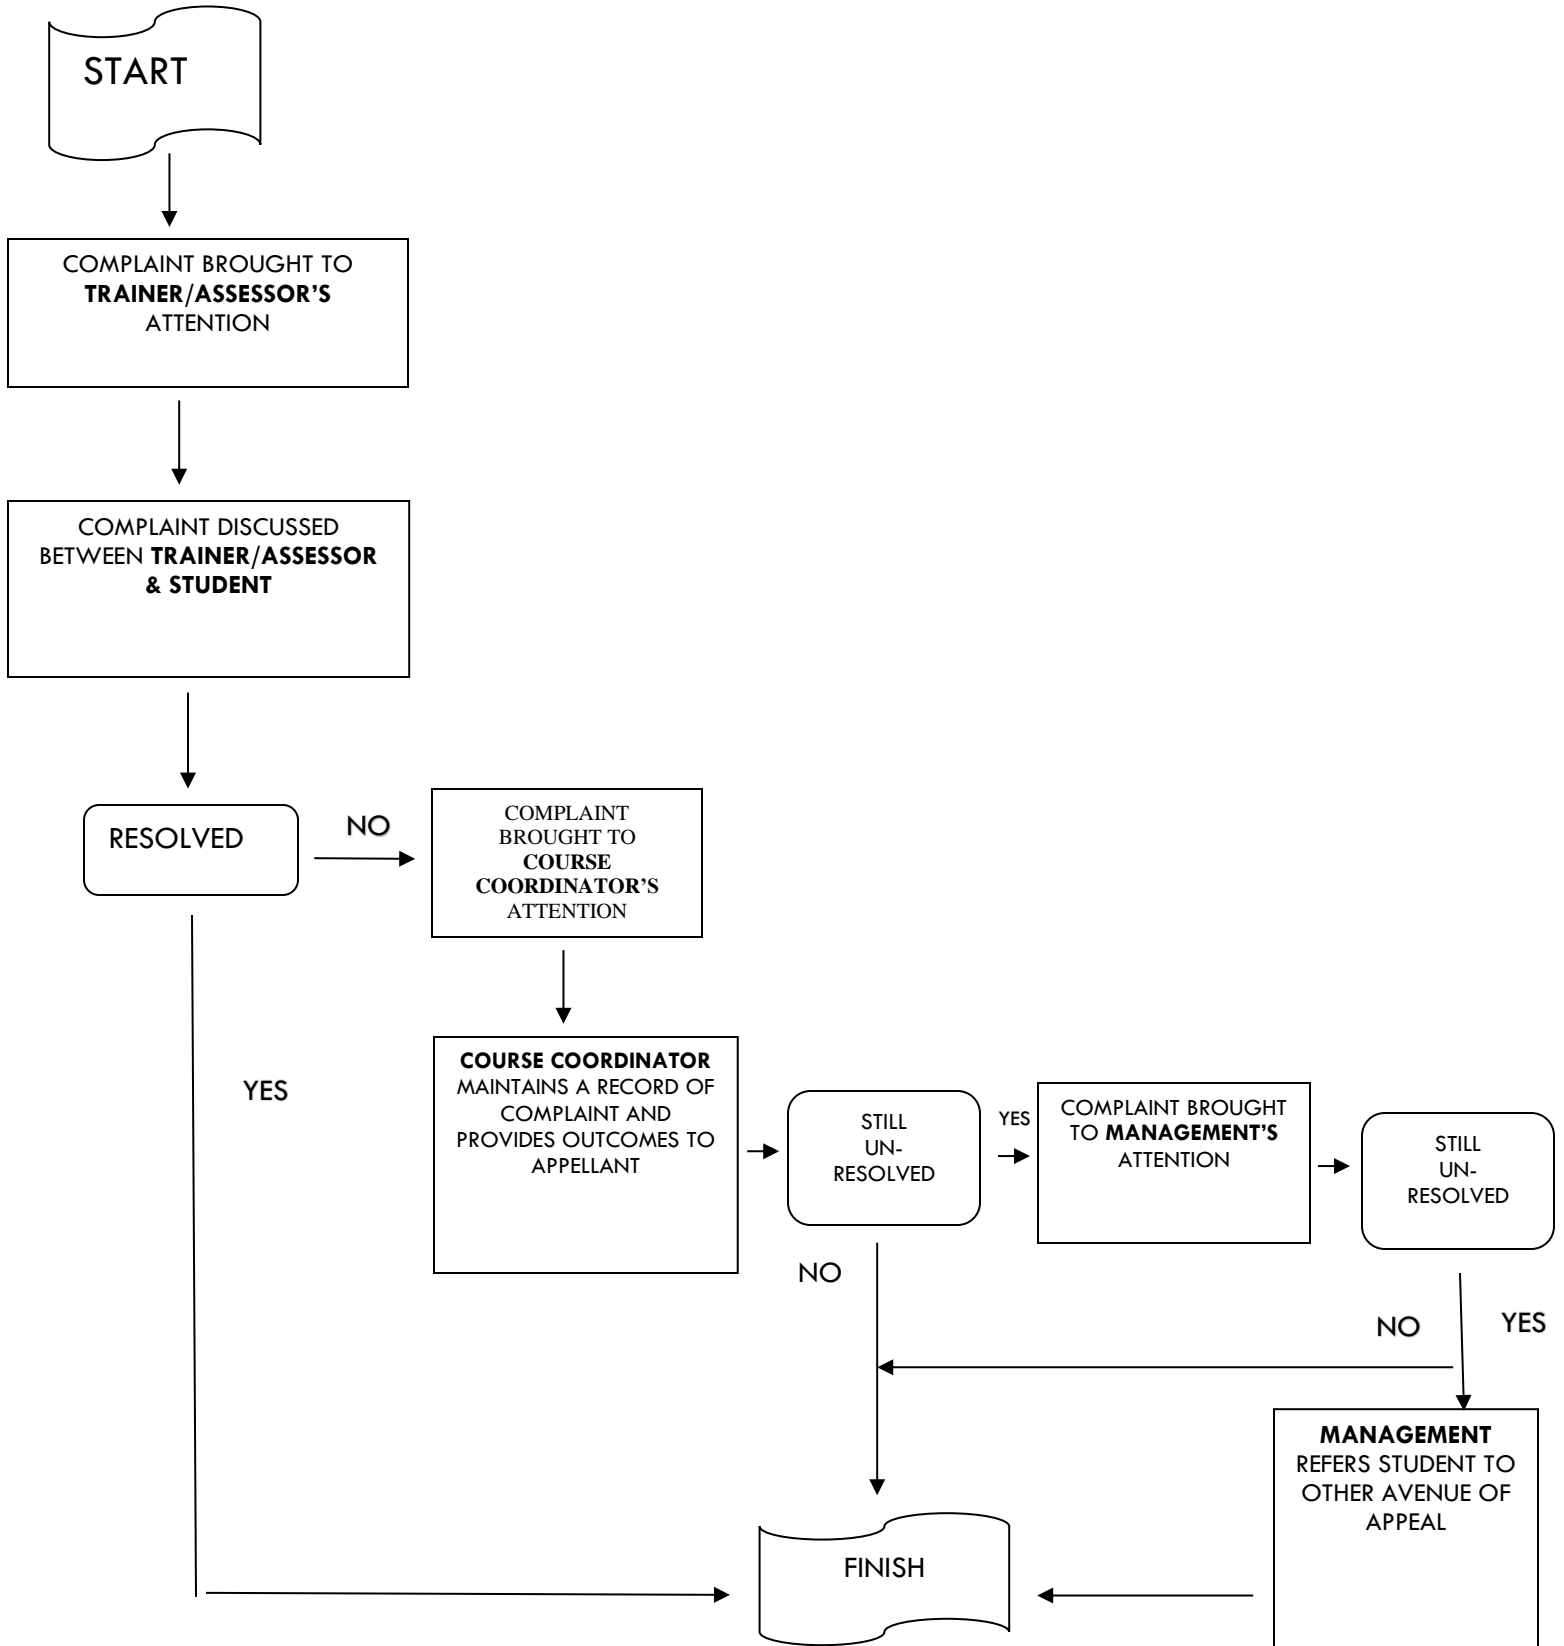 START
COMPLAINT BROUGHT TO
TRAINER/ASSESSOR'S
ATTENTION
COMPLAINT DISCUSSED
BETWEEN TRAINER/ASSESSOR
& STUDENT
RESOLVED
NO
COMPLAINT
BROUGHT TO
COURSE
COORDINATOR'S
ATTENTION
YES
COURSE COORDINATOR
MAINTAINS A RECORD OF
COMPLAINT AND
PROVIDES OUTCOMES TO
APPELLANT
STILL
UN-
RESOLVED
YES
COMPLAINT BROUGHT
TO MANAGEMENT'S
ATTENTION
STILL
UN-
RESOLVED
NO
NO
YES
MANAGEMENT
REFERS STUDENT TO
OTHER AVENUE OF
APPEAL
FINISH